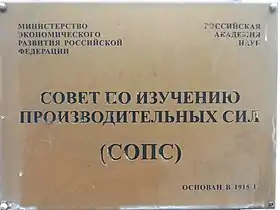 МИНИСТЕРСТВО
ЭКОНОМИЧЕСКОГО
РАЗВИТИЯ РОССИЙСКОЙ
ФЕДЕРАЦИИ
РОССИЙСКАЯ
АКАДЕМИЯ
НАУК
СОВЕТ ПО ИЗУЧЕНИЮ
ПРОИЗВОДИТЕЛЬНЫХ СИЛ
(СОПС)
ОСНОВАН В 1915 Г.